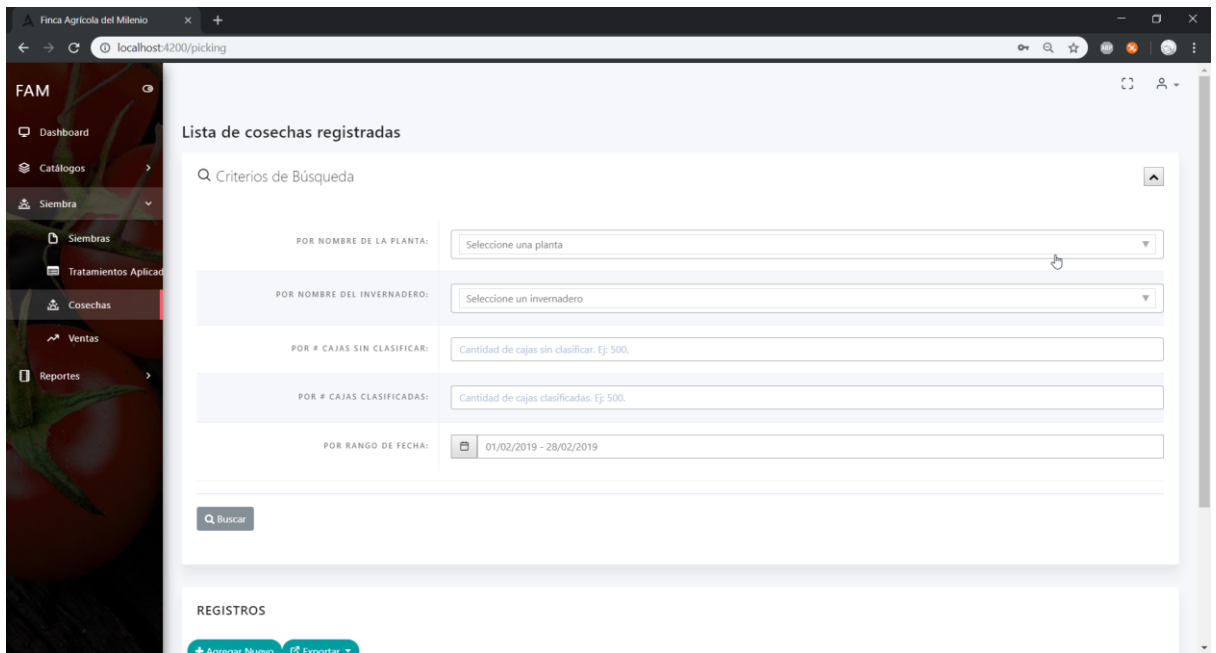 Finca Agrícola del Milenio
localhost:4200/picking
ABP
FAM
Dashboard
Catálogos
Siembra
Siembras
Tratamientos Aplicad
Cosechas
Ventas
Reportes
Lista de cosechas registradas
Criterios de Búsqueda
POR NOMBRE DE LA PLANTA:
Seleccione una planta
POR NOMBRE DEL INVERNADERO:
Seleccione un invernadero
POR # CAJAS SIN CLASIFICAR:
Cantidad de cajas sin clasificar. Ej: 500.
POR # CAJAS CLASIFICADAS:
Cantidad de cajas clasificadas. Ej: 500.
POR RANGO DE FECHA:
01/02/2019 - 28/02/2019
Buscar
REGISTROS
Agregar Nuevo
Exportar